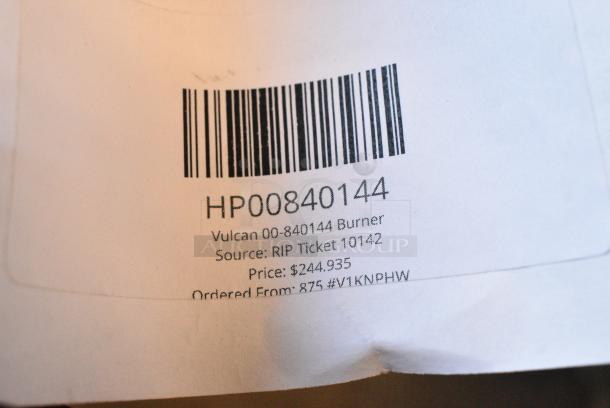 HP00840144
Vulcan 00-840144 Burner
Source: RIP Ticket 10142
Price: $244.935
Ordered From: 875 #V1KNPHW